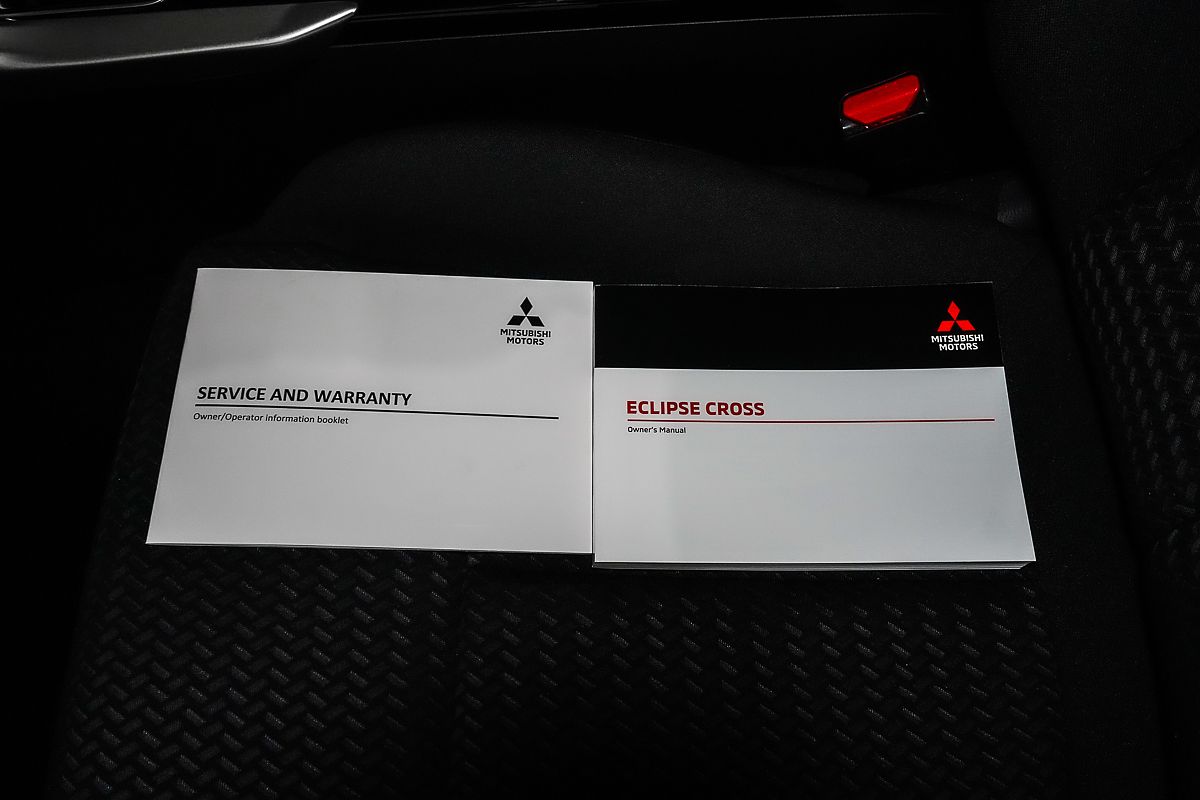 MITSUBISHI
MOTORS
SERVICE AND WARRANTY
Owner/Operator information booklet
MITSUBISHI
MOTORS
ECLIPSE CROSS
Owner's Manual